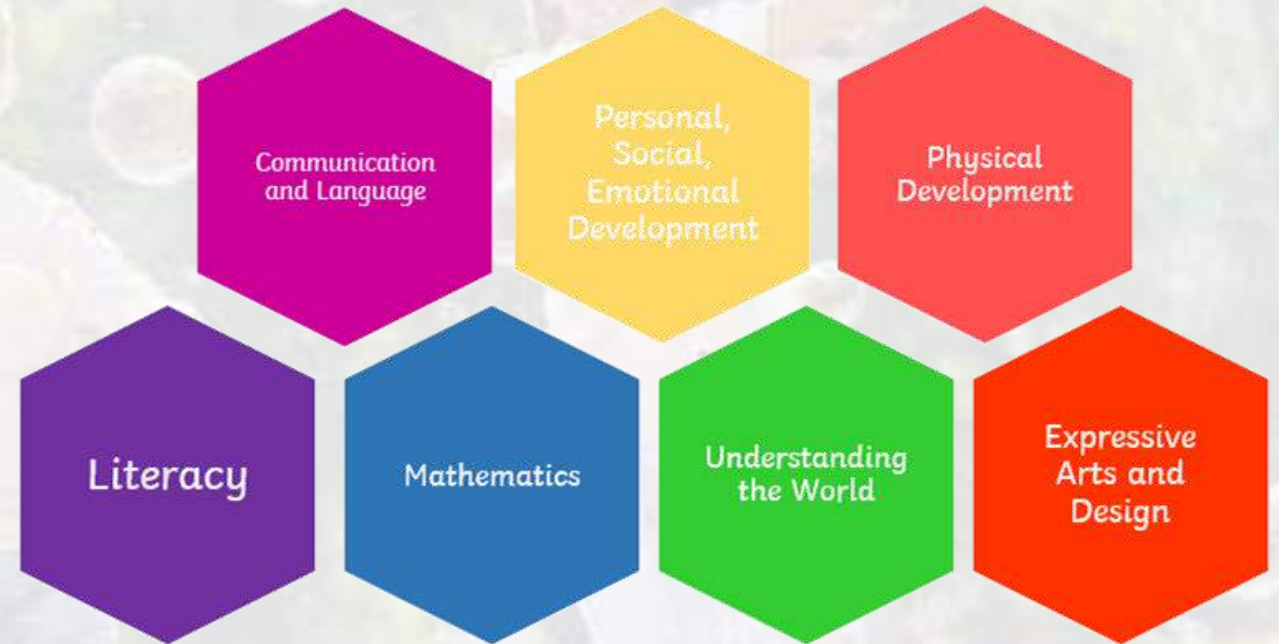 Communication
and Language
Personal,
Social,
Emotional
Development
Physical
Development
Literacy
Mathematics
Understanding
the World
Expressive
Arts and
Design